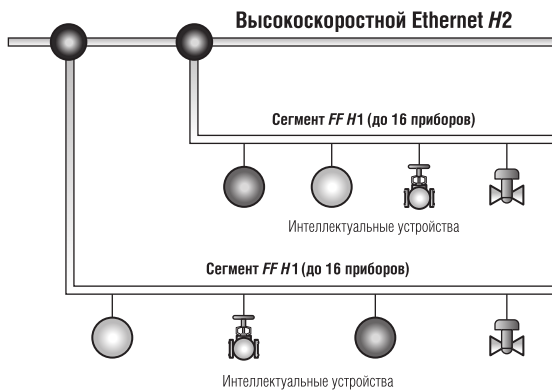 Высокоскоростной Ethernet H2
Сегмент FF H1 (до 16 приборов)
Интеллектуальные устройства
Сегмент FF H1 (до 16 приборов)
Интеллектуальные устройства